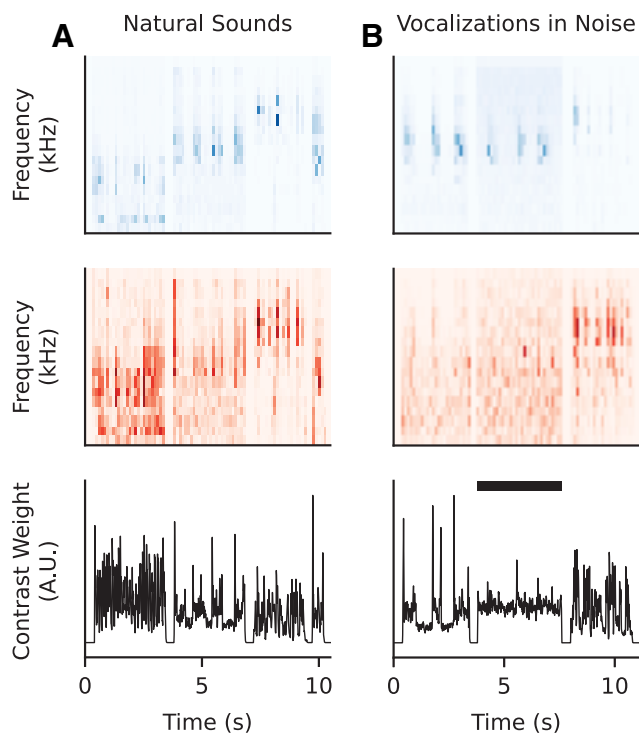 A
Natural Sounds
B
Vocalizations in Noise
Frequency
(kHz)
Frequency
(kHz)
Contrast Weight
(A.U.)
0
5
10
0
5
10
Time (s)
Time (s)